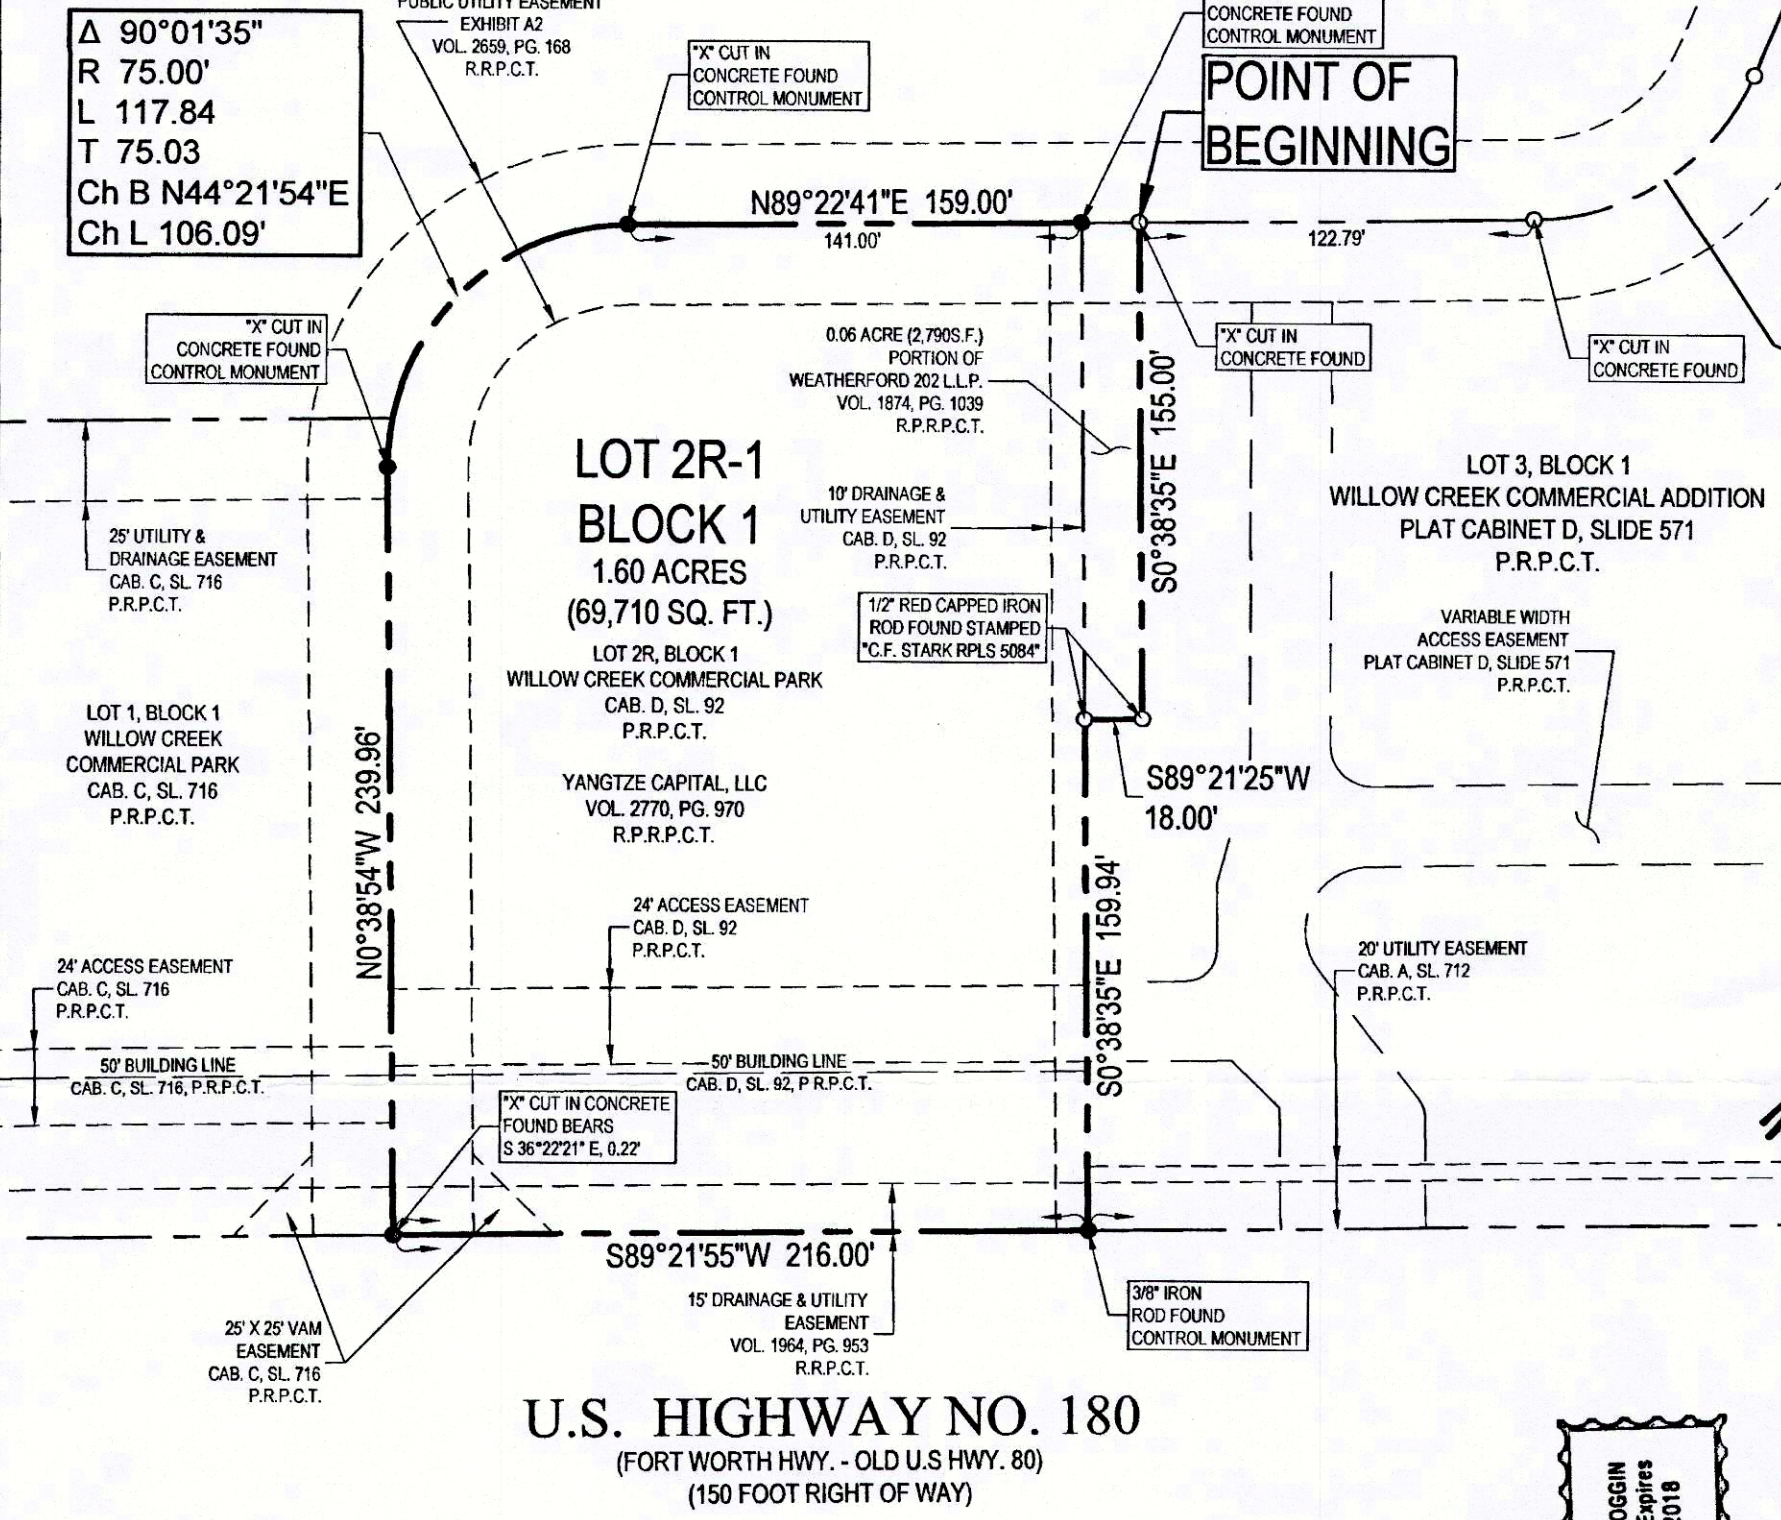 Δ 90°01'35"
R 75.00'
L 117.84
T 75.03
Ch B N44°21'54"E
Ch L 106.09'
PUBLIC UTILITY EASEMENT
EXHIBIT A2
VOL. 2659, PG. 168
R.R.P.C.T.
"X" CUT IN
CONCRETE FOUND
CONTROL MONUMENT
CONCRETE FOUND
CONTROL MONUMENT
POINT OF
BEGINNING
N89°22'41"E 159.00'
141.00'
122.79'
"X" CUT IN
CONCRETE FOUND
CONTROL MONUMENT
0.06 ACRE (2,790S.F.)
PORTION OF
WEATHERFORD 202 L.L.P.
VOL. 1874, PG. 1039
R.P.R.P.C.T.
"X" CUT IN
CONCRETE FOUND
"X" CUT IN
CONCRETE FOUND
S0°38'35"E 155.00'
LOT 2R-1
BLOCK 1
1.60 ACRES
(69,710 SQ. FT.)
LOT 2R, BLOCK 1
WILLOW CREEK COMMERCIAL PARK
CAB. D, SL. 92
P.R.P.C.T.
YANGTZE CAPITAL, LLC
VOL. 2770, PG. 970
R.P.R.P.C.T.
10' DRAINAGE &
UTILITY EASEMENT
CAB. D, SL. 92
P.R.P.C.T.
1/2" RED CAPPED IRON
ROD FOUND STAMPED
"C.F. STARK RPLS 5084"
LOT 3, BLOCK 1
WILLOW CREEK COMMERCIAL ADDITION
PLAT CABINET D, SLIDE 571
P.R.P.C.T.
VARIABLE WIDTH
ACCESS EASEMENT
PLAT CABINET D, SLIDE 571
P.R.P.C.T.
25' UTILITY &
DRAINAGE EASEMENT
CAB. C, SL. 716
P.R.P.C.T.
LOT 1, BLOCK 1
WILLOW CREEK
COMMERCIAL PARK
CAB. C, SL. 716
P.R.P.C.T.
N0°38'54"W 239.96'
S89°21'25"W
18.00'
S0°38'35"E 159.94'
24' ACCESS EASEMENT
CAB. D, SL. 92
P.R.P.C.T.
24' ACCESS EASEMENT
CAB. C, SL. 716
P.R.P.C.T.
20' UTILITY EASEMENT
CAB. A, SL. 712
P.R.P.C.T.
50' BUILDING LINE
CAB. C, SL. 716, P.R.P.C.T.
50' BUILDING LINE
CAB. D, SL. 92, P R.P.C.T.
"X" CUT IN CONCRETE
FOUND BEARS
S 36°22'21" E, 0.22'
S89°21'55"W 216.00'
15' DRAINAGE & UTILITY
EASEMENT
VOL. 1964, PG. 953
R.R.P.C.T.
3/8" IRON
ROD FOUND
CONTROL MONUMENT
25' X 25' VAM
EASEMENT
CAB. C, SL. 716
P.R.P.C.T.
U.S. HIGHWAY NO. 180
(FORT WORTH HWY. - OLD U.S HWY. 80)
(150 FOOT RIGHT OF WAY)
OGGIN
Expires
2018